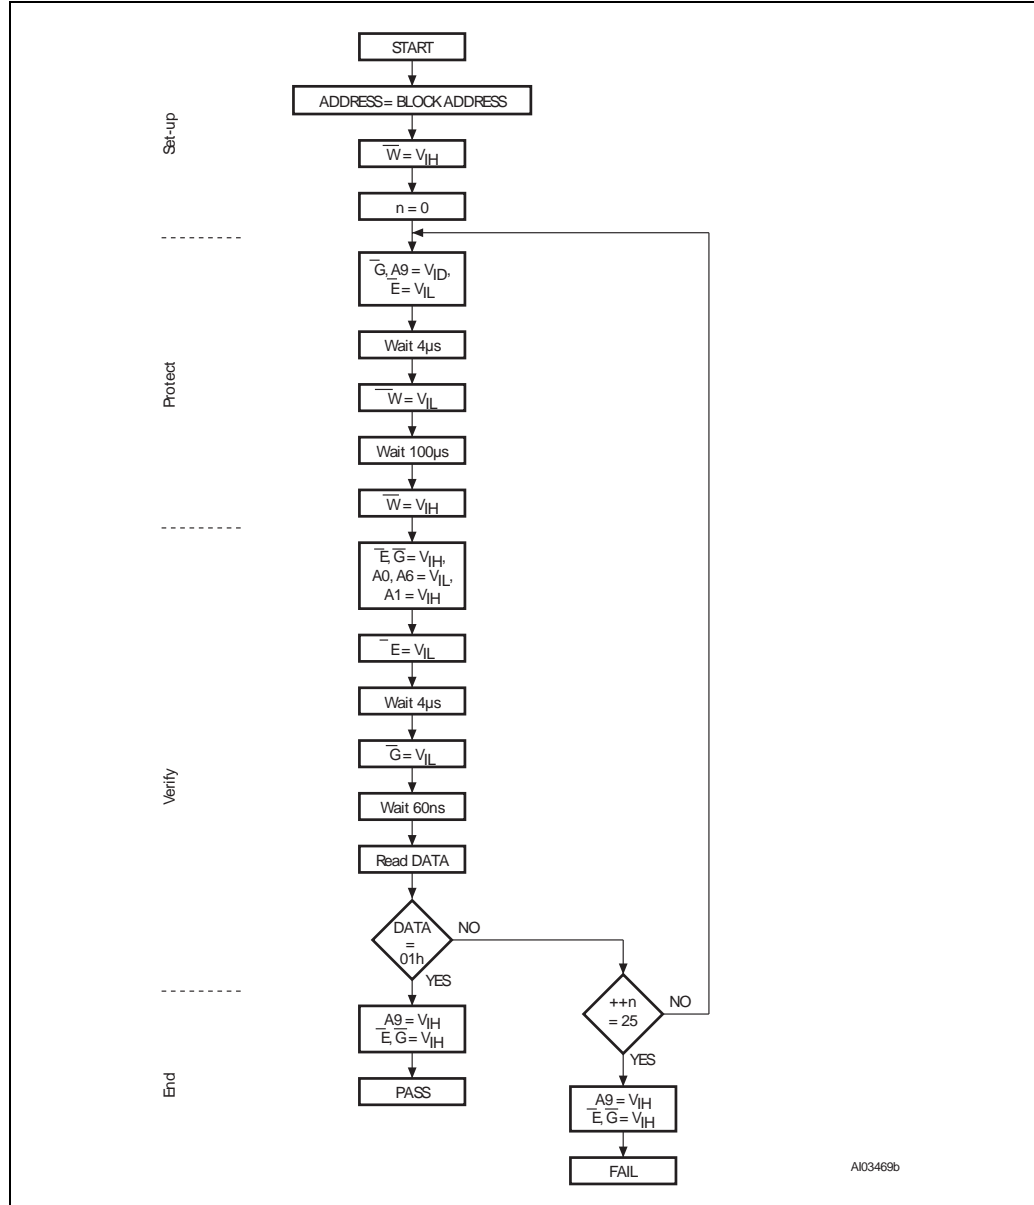 START
ADDRESS = BLOCK ADDRESS
Set-up
W̅ = VIH
n = 0
G̅, A9 = VID,
E̅ = VIL
Wait 4µs
Protect
W̅ = VIL
Wait 100µs
W̅ = VIH
E̅, G̅ = VIH,
A0, A6 = VIL,
A1 = VIH
E̅ = VIL
Wait 4µs
G̅ = VIL
Verify
Wait 60ns
Read DATA
DATA
=
01h
NO
YES
++n
= 25
NO
YES
A9 = VIH
E̅, G̅ = VIH
End
PASS
A9 = VIH
E̅, G̅ = VIH
FAIL
AI03469b